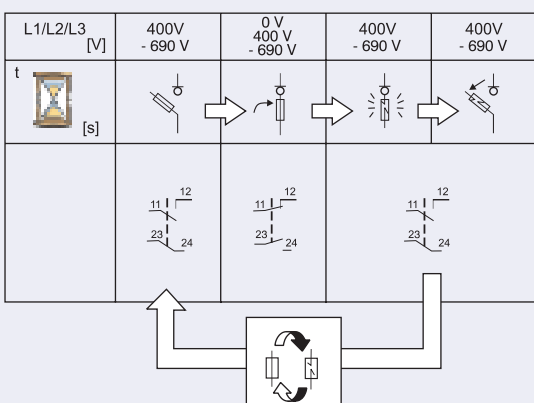 L1/L2/L3
[V]
400V
- 690 V
0 V
400 V
- 690 V
400V
- 690 V
400V
- 690 V
t
[s]
11 12
23 24
11 12
23 24
11 12
23 24